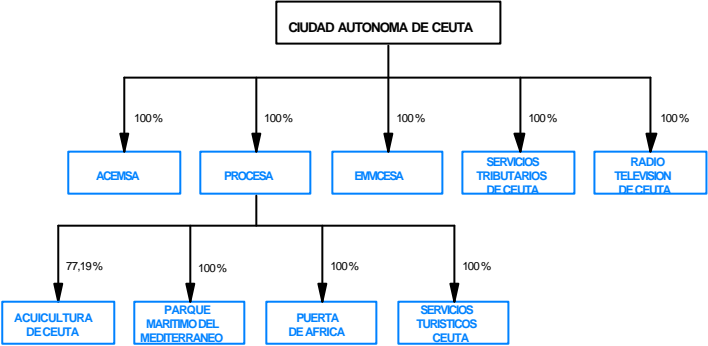 CIUDAD AUTONOMA DE CEUTA
100%
100%
100%
100%
100%
ACEMSA
PROCESA
EMVICESA
SERVICIOS
TRIBUTARIOS
DE CEUTA
RADIO
TELEVISION
DE CEUTA
77,19%
100%
100%
100%
ACUICULTURA
DE CEUTA
PARQUE
MARITIMO DEL
MEDITERRANEO
PUERTA
DE AFRICA
SERVICIOS
TURISTICOS
CEUTA